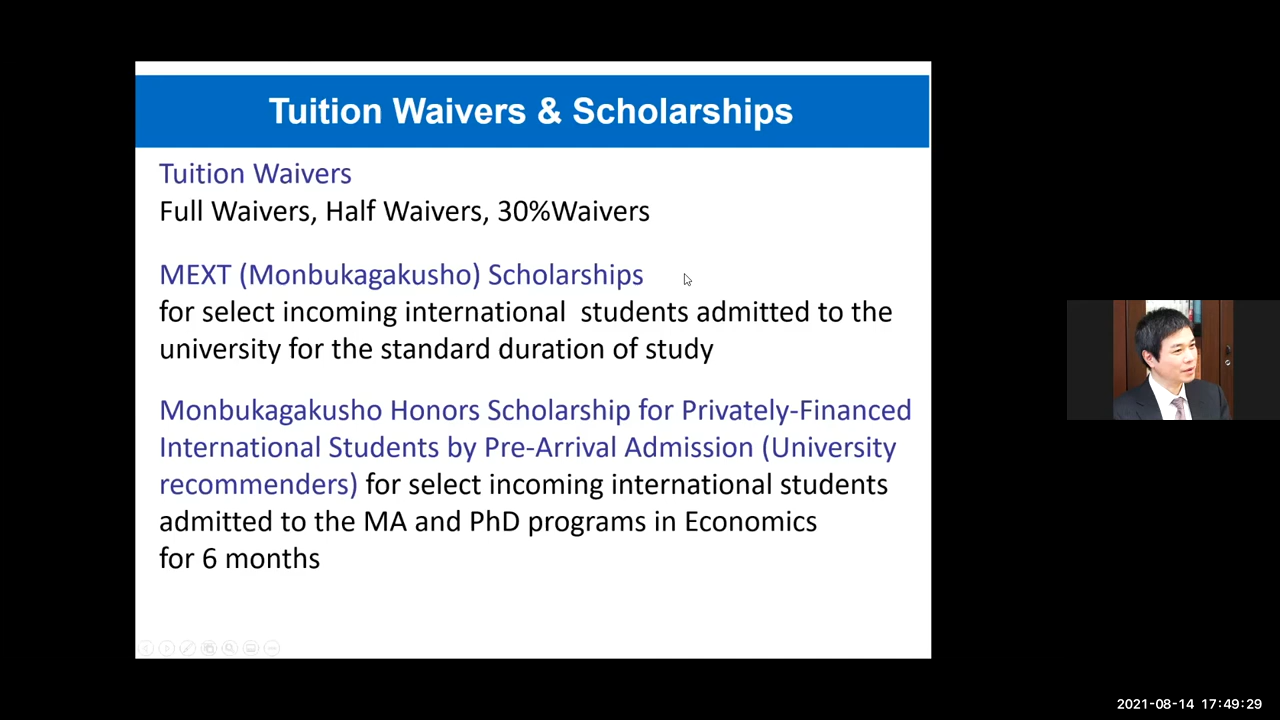 Tuition Waivers & Scholarships
Tuition Waivers
Full Waivers, Half Waivers, 30%Waivers
MEXT (Monbukagakusho) Scholarships
for select incoming international  students admitted to the
university for the standard duration of study
Monbukagakusho Honors Scholarship for Privately-Financed
International Students by Pre-Arrival Admission (University
recommenders) for select incoming international students
admitted to the MA and PhD programs in Economics
for 6 months
2021-08-14 17:49:29